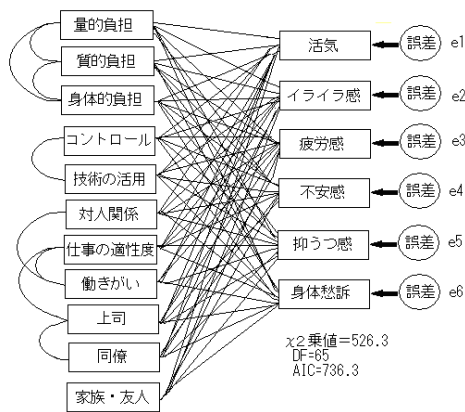 量的負担
質的負担
身体的負担
コントロール
技術の活用
対人関係
仕事の適性度
働きがい
上司
同僚
家族・友人
活気
イライラ感
疲労感
不安感
抑うつ感
身体愁訴
誤差 e1
誤差 e2
誤差 e3
誤差 e4
誤差 e5
誤差 e6
χ2乗値=526.3
DF=65
AIC=736.3